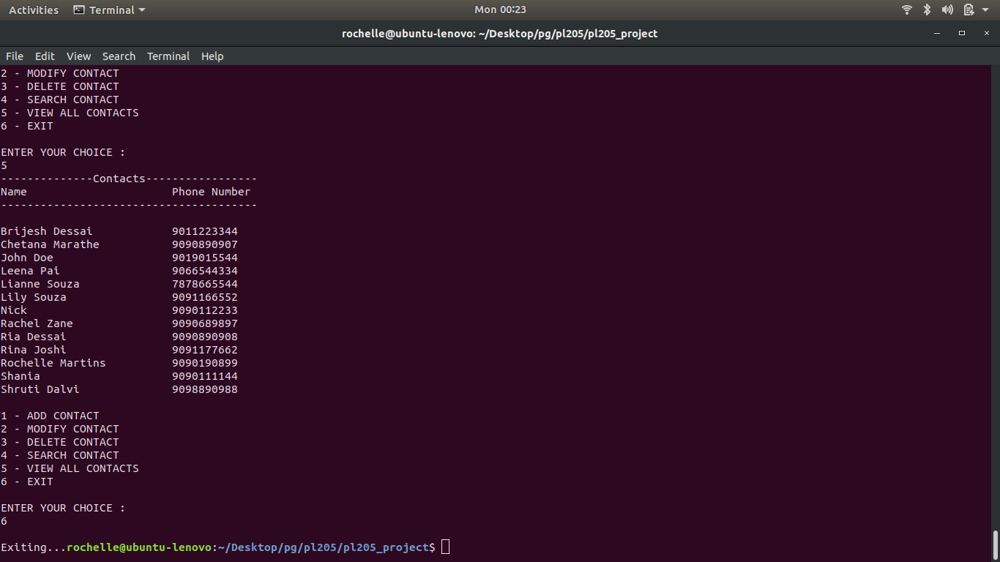 Activities Terminal Mon 00:23
rochelle@ubuntu-lenovo: ~/Desktop/pg/pl205/pl205_project
File Edit View Search Terminal Help
2 - MODIFY CONTACT
3 - DELETE CONTACT
4 - SEARCH CONTACT
5 - VIEW ALL CONTACTS
6 - EXIT
ENTER YOUR CHOICE :
5
--------------Contacts-----------------
Name                      Phone Number
---------------------------------------
Brijesh Dessai            9011223344
Chetana Marathe           9090890907
John Doe                  9019015544
Leena Pai                 9066544334
Lianne Souza              7878665544
Lily Souza                9091166552
Nick                      9090112233
Rachel Zane               9090689897
Ria Dessai                9090890908
Rina Joshi                9091177662
Rochelle Martins          9090190899
Shania                    9090111144
Shruti Dalvi              9098890988
1 - ADD CONTACT
2 - MODIFY CONTACT
3 - DELETE CONTACT
4 - SEARCH CONTACT
5 - VIEW ALL CONTACTS
6 - EXIT
ENTER YOUR CHOICE :
6
Exiting...rochelle@ubuntu-lenovo:~/Desktop/pg/pl205/pl205_project$